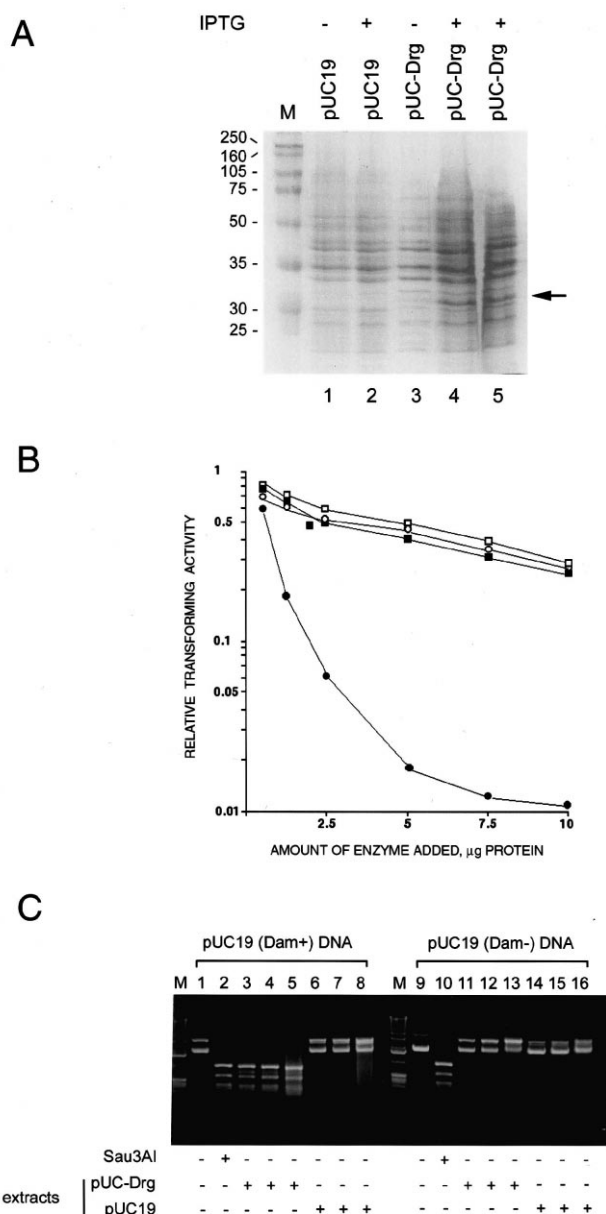 A
IPTG - + - + +
M pUC19 pUC19 pUC-Drg pUC-Drg pUC-Drg
250
160
105 -
75 -
50 -
35 -
30 -
25 -
1 2 3 4 5
B
RELATIVE TRANSFORMING ACTIVITY
1
0.5
0.1
0.05
0.01
2.5 5 7.5 10
AMOUNT OF ENZYME ADDED, µg PROTEIN
C
pUC19 (Dam+) DNA pUC19 (Dam-) DNA
M 1 2 3 4 5 6 7 8 M 9 10 11 12 13 14 15 16
Sau3AI - + - - - - - - - + - - - - - -
extracts
pUC-Drg - - + + + - - - - - + + + - - -
pUC19 - - - - - + + + - - - - - + + +